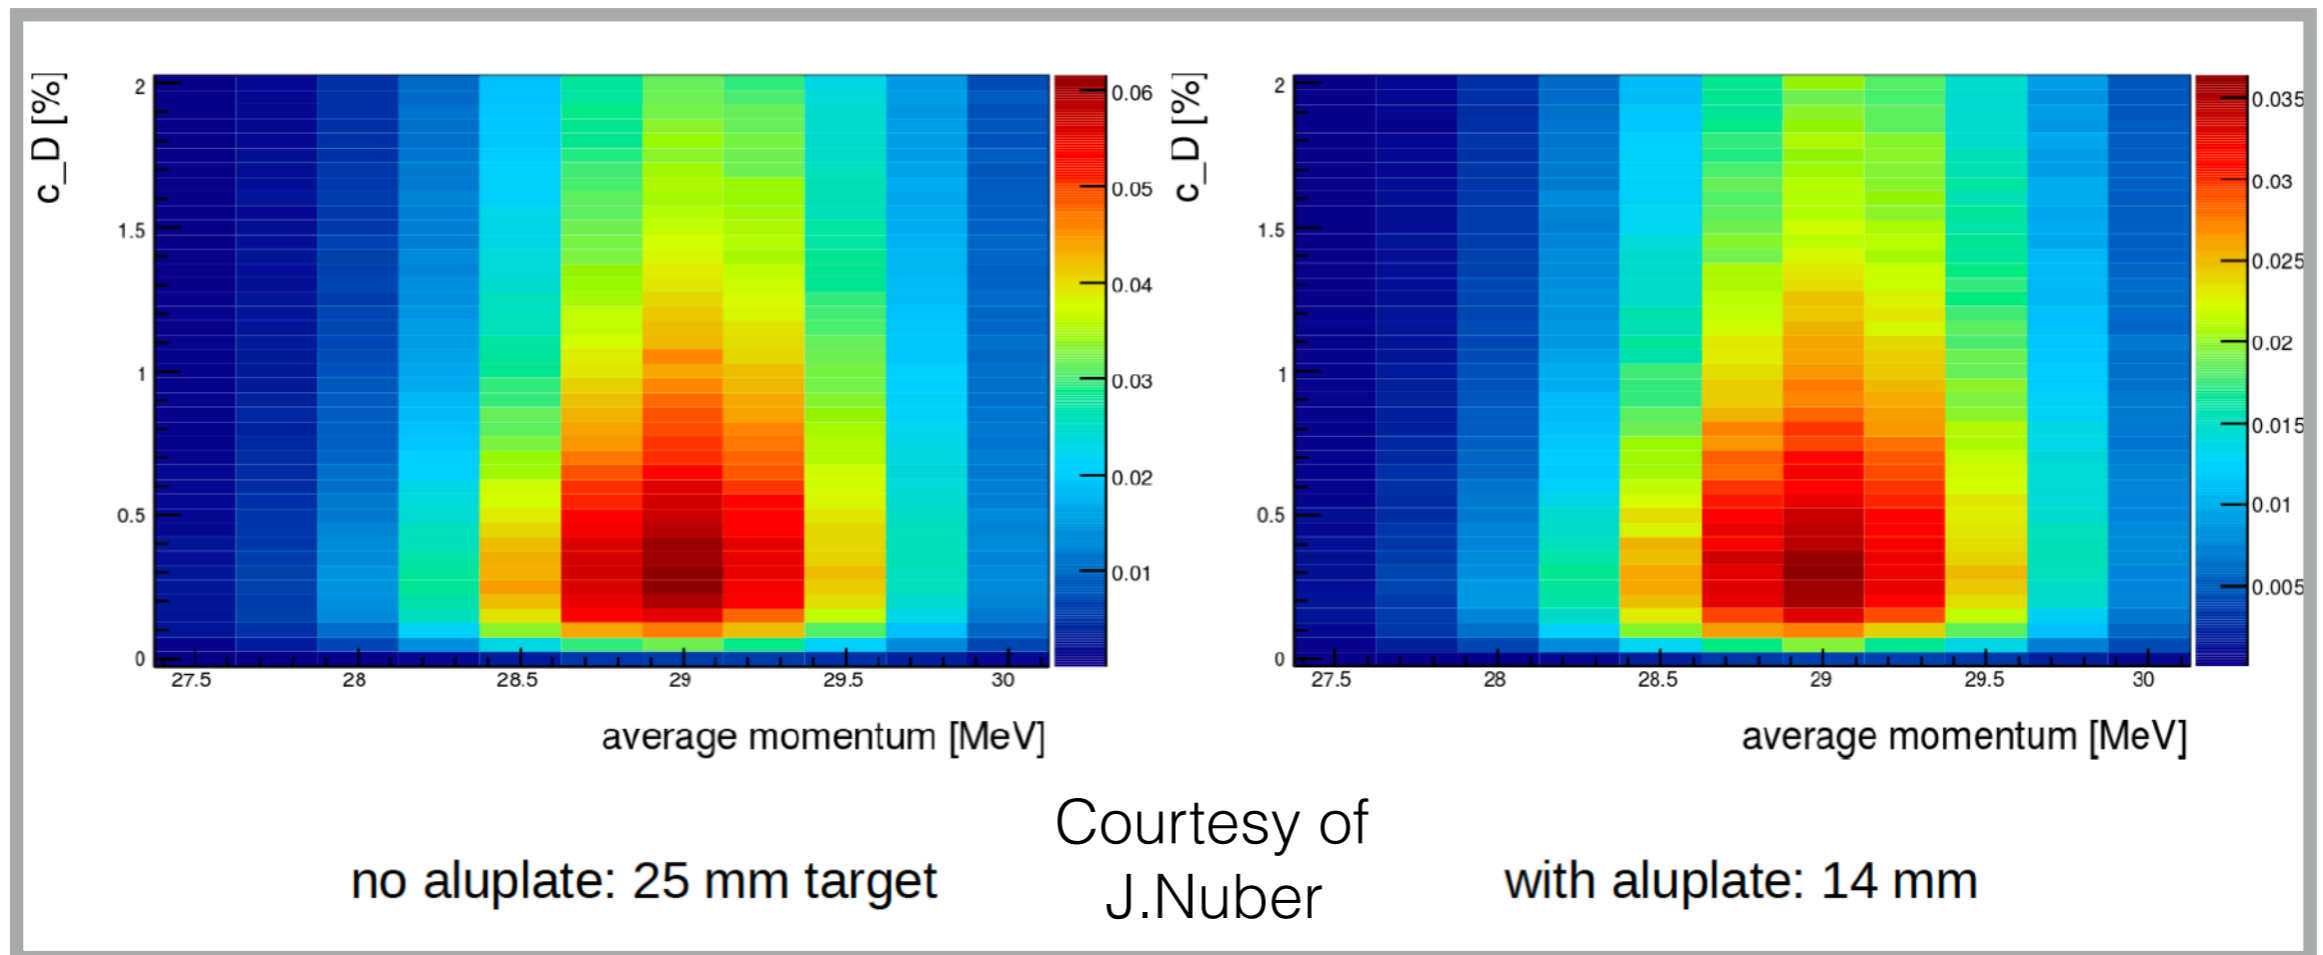 c_D [%]
2
1.5
1
0.5
0
27.5 28 28.5 29 29.5 30
average momentum [MeV]
0.06
0.05
0.04
0.03
0.02
0.01
c_D [%]
2
1.5
1
0.5
0
27.5 28 28.5 29 29.5 30
average momentum [MeV]
0.035
0.03
0.025
0.02
0.015
0.01
0.005
no aluplate: 25 mm target
Courtesy of
J.Nuber
with aluplate: 14 mm